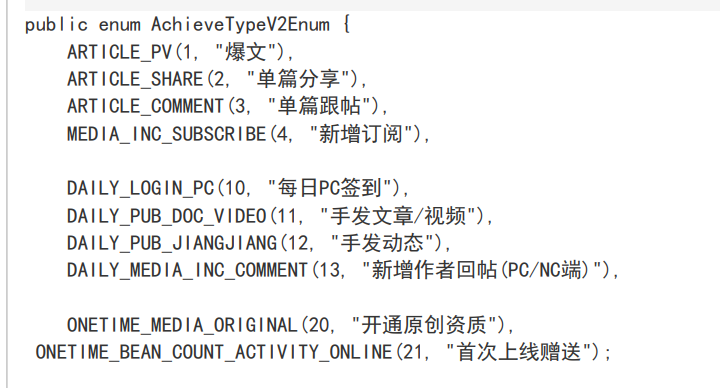 public enum AchieveTypeV2Enum {
ARTICLE_PV(1, "爆文"),
ARTICLE_SHARE(2, "单篇分享"),
ARTICLE_COMMENT(3, "单篇跟帖"),
MEDIA_INC_SUBSCRIBE(4, "新增订阅"),
DAILY_LOGIN_PC(10, "每日PC签到"),
DAILY_PUB_DOC_VIDEO(11, "手发文章/视频"),
DAILY_PUB_JIANGJIANG(12, "手发动态"),
DAILY_MEDIA_INC_COMMENT(13, "新增作者回帖(PC/NC端)"),
ONETIME_MEDIA_ORIGINAL(20, "开通原创资质"),
ONETIME_BEAN_COUNT_ACTIVITY_ONLINE(21, "首次上线赠送");